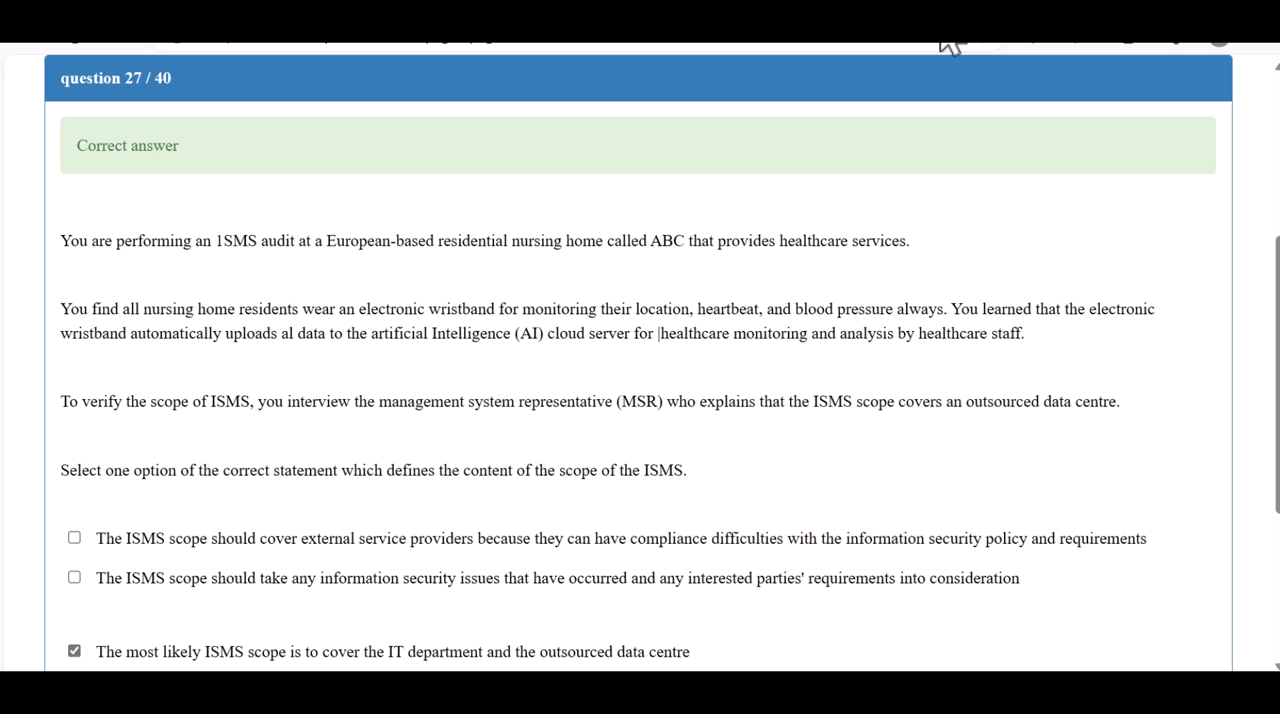 question 27 / 40
Correct answer
You are performing an 1SMS audit at a European-based residential nursing home called ABC that provides healthcare services.
You find all nursing home residents wear an electronic wristband for monitoring their location, heartbeat, and blood pressure always. You learned that the electronic
wristband automatically uploads al data to the artificial Intelligence (AI) cloud server for |healthcare monitoring and analysis by healthcare staff.
To verify the scope of ISMS, you interview the management system representative (MSR) who explains that the ISMS scope covers an outsourced data centre.
Select one option of the correct statement which defines the content of the scope of the ISMS.
The ISMS scope should cover external service providers because they can have compliance difficulties with the information security policy and requirements
The ISMS scope should take any information security issues that have occurred and any interested parties' requirements into consideration
The most likely ISMS scope is to cover the IT department and the outsourced data centre